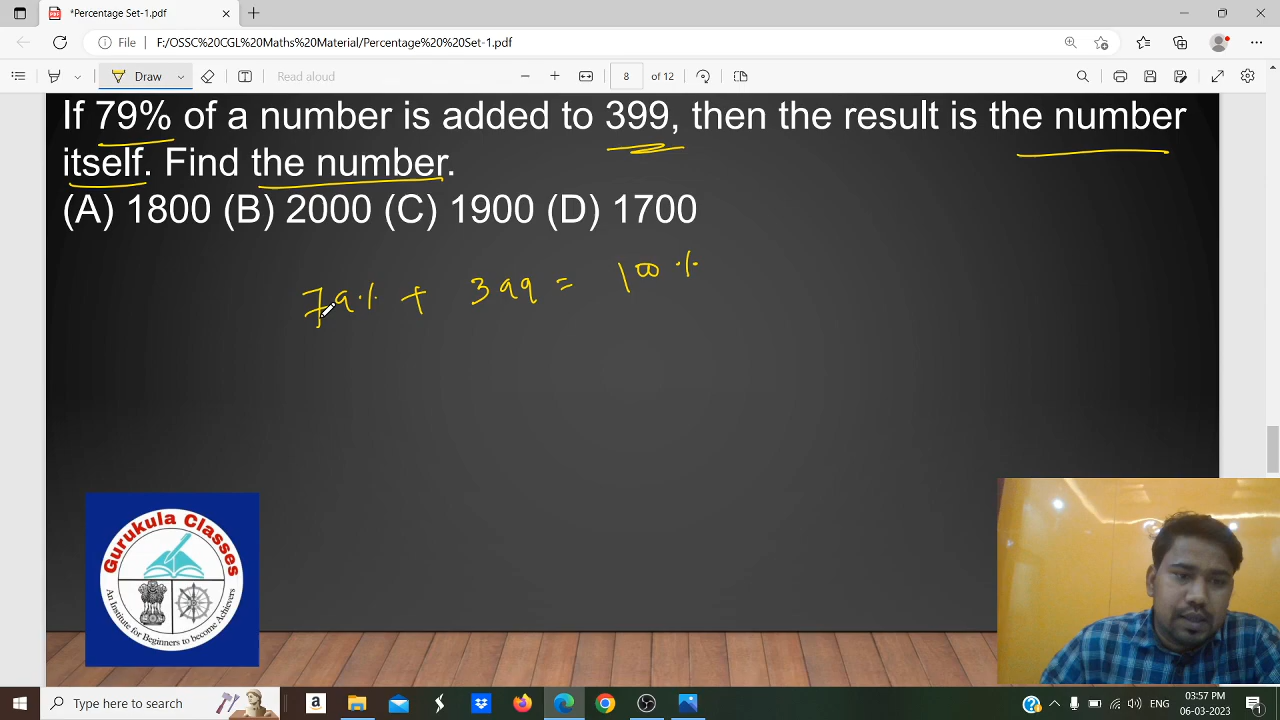 *Percentage Set-1.pdf
File F:/OSSC%20CGL%20Maths%20Material/Percentage%20%20Set-1.pdf
Draw Read aloud 8 of 12
If 79% of a number is added to 399, then the result is the number
itself. Find the number.
(A) 1800 (B) 2000 (C) 1900 (D) 1700
79% + 399 = 100 %
Gurukula Classes
An Institute for Beginners to become Achievers
Type here to search
ENG
03:57 PM
06-03-2023